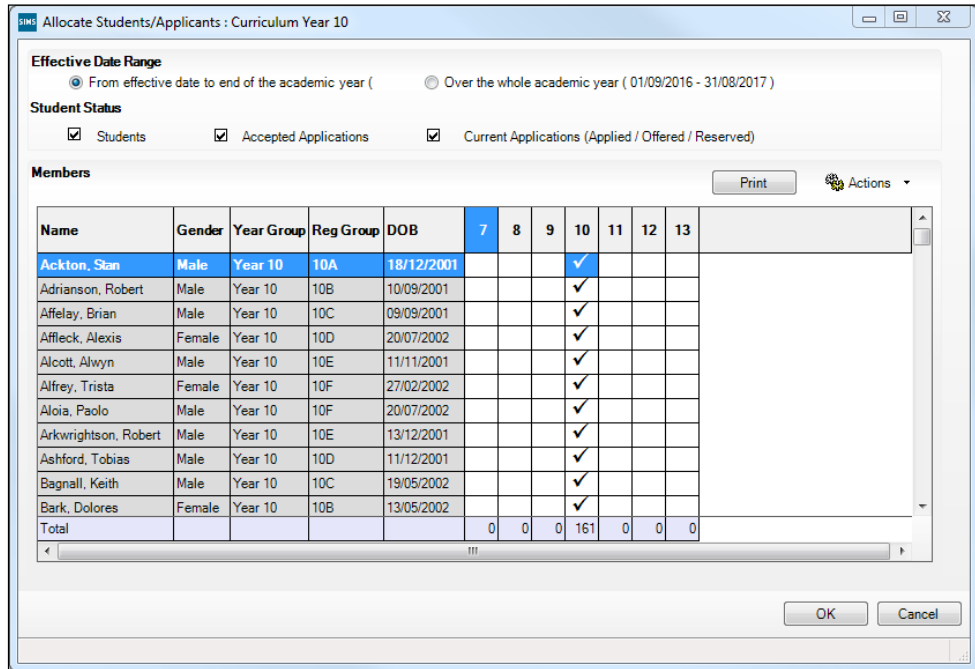 SIMS Allocate Students/Applicants : Curriculum Year 10
Effective Date Range
From effective date to end of the academic year ( Over the whole academic year ( 01/09/2016 - 31/08/2017 )
Student Status
Students Accepted Applications Current Applications (Applied / Offered / Reserved)
Members
Print Actions
Name Gender Year Group Reg Group DOB 7 8 9 10 11 12 13
Ackton, Stan Male Year 10 10A 18/12/2001 ✓
Adrianson, Robert Male Year 10 10B 10/09/2001 ✓
Affelay, Brian Male Year 10 10C 09/09/2001 ✓
Affleck, Alexis Female Year 10 10D 20/07/2002 ✓
Alcott, Alwyn Male Year 10 10E 11/11/2001 ✓
Alfrey, Trista Female Year 10 10F 27/02/2002 ✓
Aloia, Paolo Male Year 10 10F 20/07/2002 ✓
Arkwrightson, Robert Male Year 10 10E 13/12/2001 ✓
Ashford, Tobias Male Year 10 10D 11/12/2001 ✓
Bagnall, Keith Male Year 10 10C 19/05/2002 ✓
Bark, Dolores Female Year 10 10B 13/05/2002 ✓
Total 0 0 0 161 0 0 0
OK Cancel